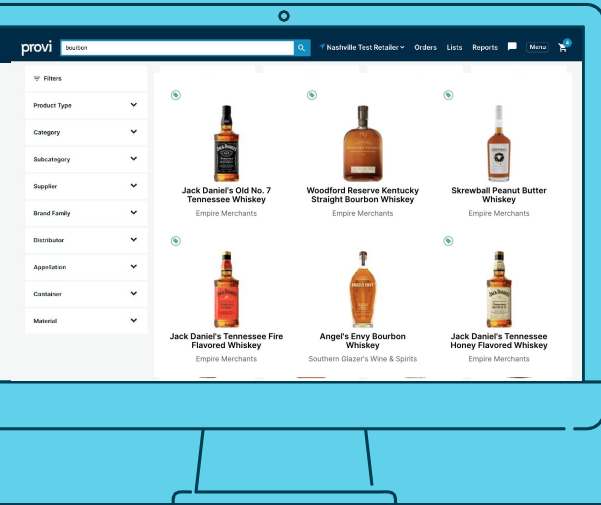 provi
bourbon
Nashville Test Retailer
Orders
Lists
Reports
Menu
4
Filters
Product Type
Category
Subcategory
Supplier
Brand Family
Distributor
Appellation
Container
Material
Jack Daniel's Old No. 7
Tennessee Whiskey
Empire Merchants
Woodford Reserve Kentucky
Straight Bourbon Whiskey
Empire Merchants
Skrewball Peanut Butter
Whiskey
Empire Merchants
Jack Daniel's Tennessee Fire
Flavored Whiskey
Empire Merchants
Angel's Envy Bourbon
Whiskey
Southern Glazer's Wine & Spirits
Jack Daniel's Tennessee
Honey Flavored Whiskey
Empire Merchants